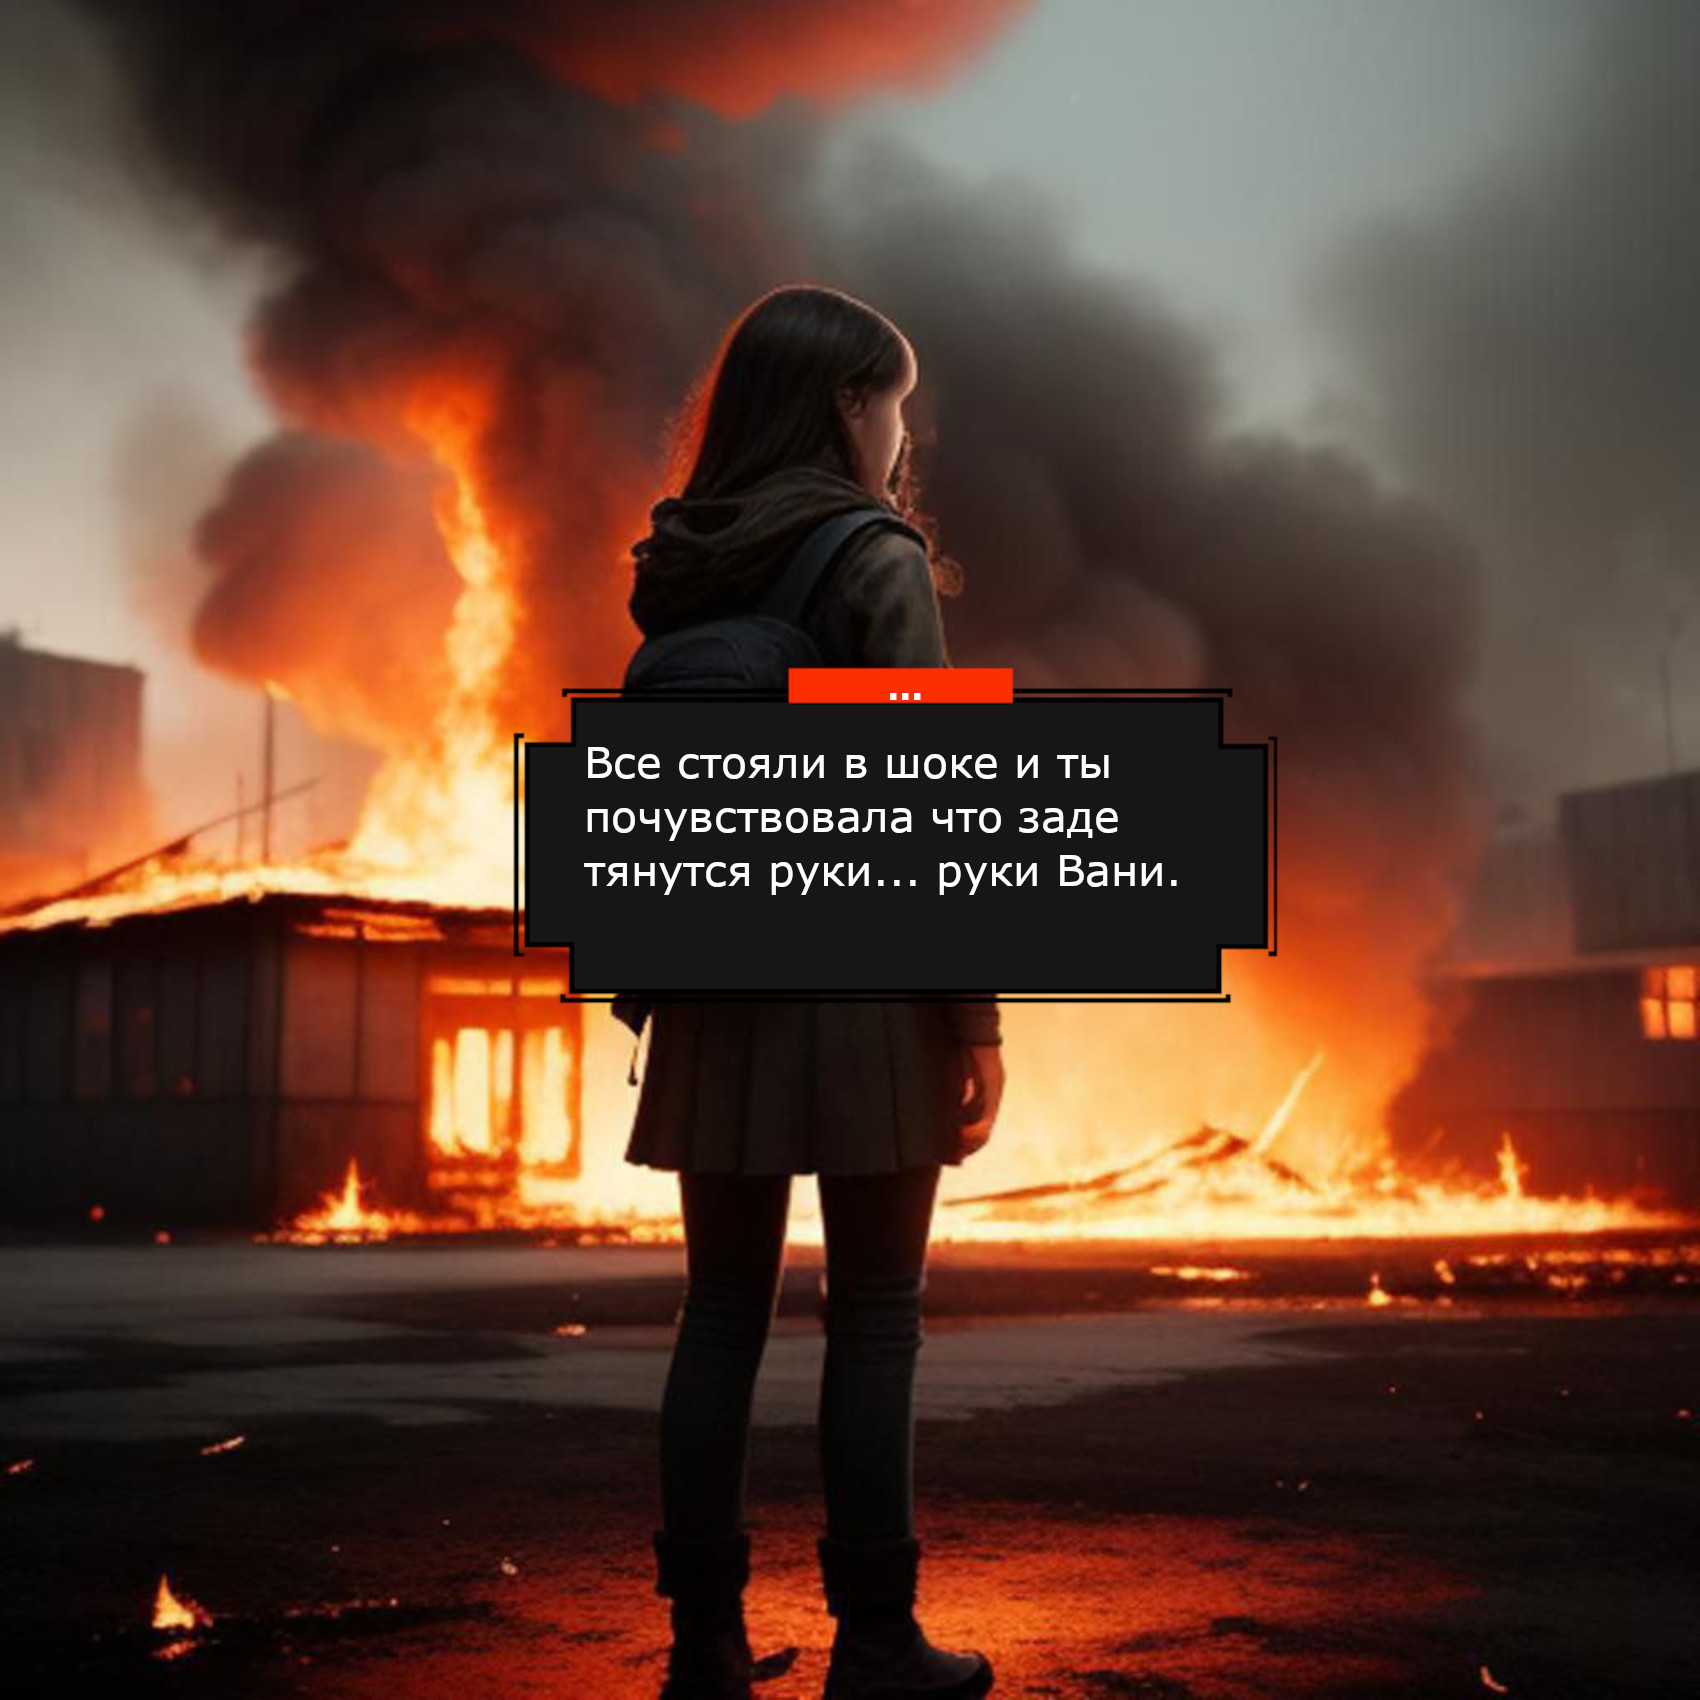 ...
Все стояли в шоке и ты
почувствовала что заде
тянутся руки... руки Вани.